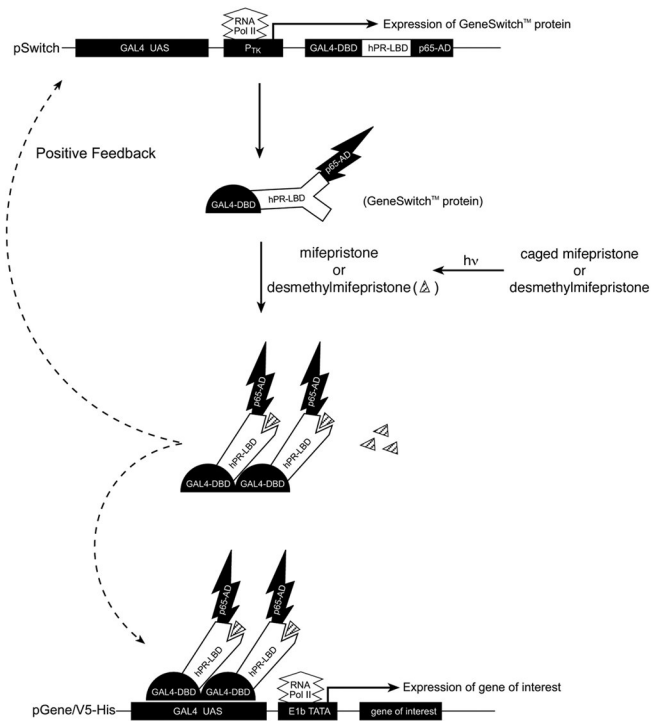 RNA
Pol II
Expression of GeneSwitch™ protein
pSwitch
GAL4 UAS
PTK
GAL4-DBD
hPR-LBD
p65-AD
Positive Feedback
p65-AD
hPR-LBD
GAL4-DBD
(GeneSwitch™ protein)
mifepristone
or
desmethylmifepristone ( )
hν
caged mifepristone
or
desmethylmifepristone
p65-AD
p65-AD
hPR-LBD
hPR-LBD
GAL4-DBD
GAL4-DBD
p65-AD
p65-AD
hPR-LBD
hPR-LBD
GAL4-DBD
GAL4-DBD
RNA
Pol II
Expression of gene of interest
pGene/V5-His
GAL4 UAS
E1b TATA
gene of interest